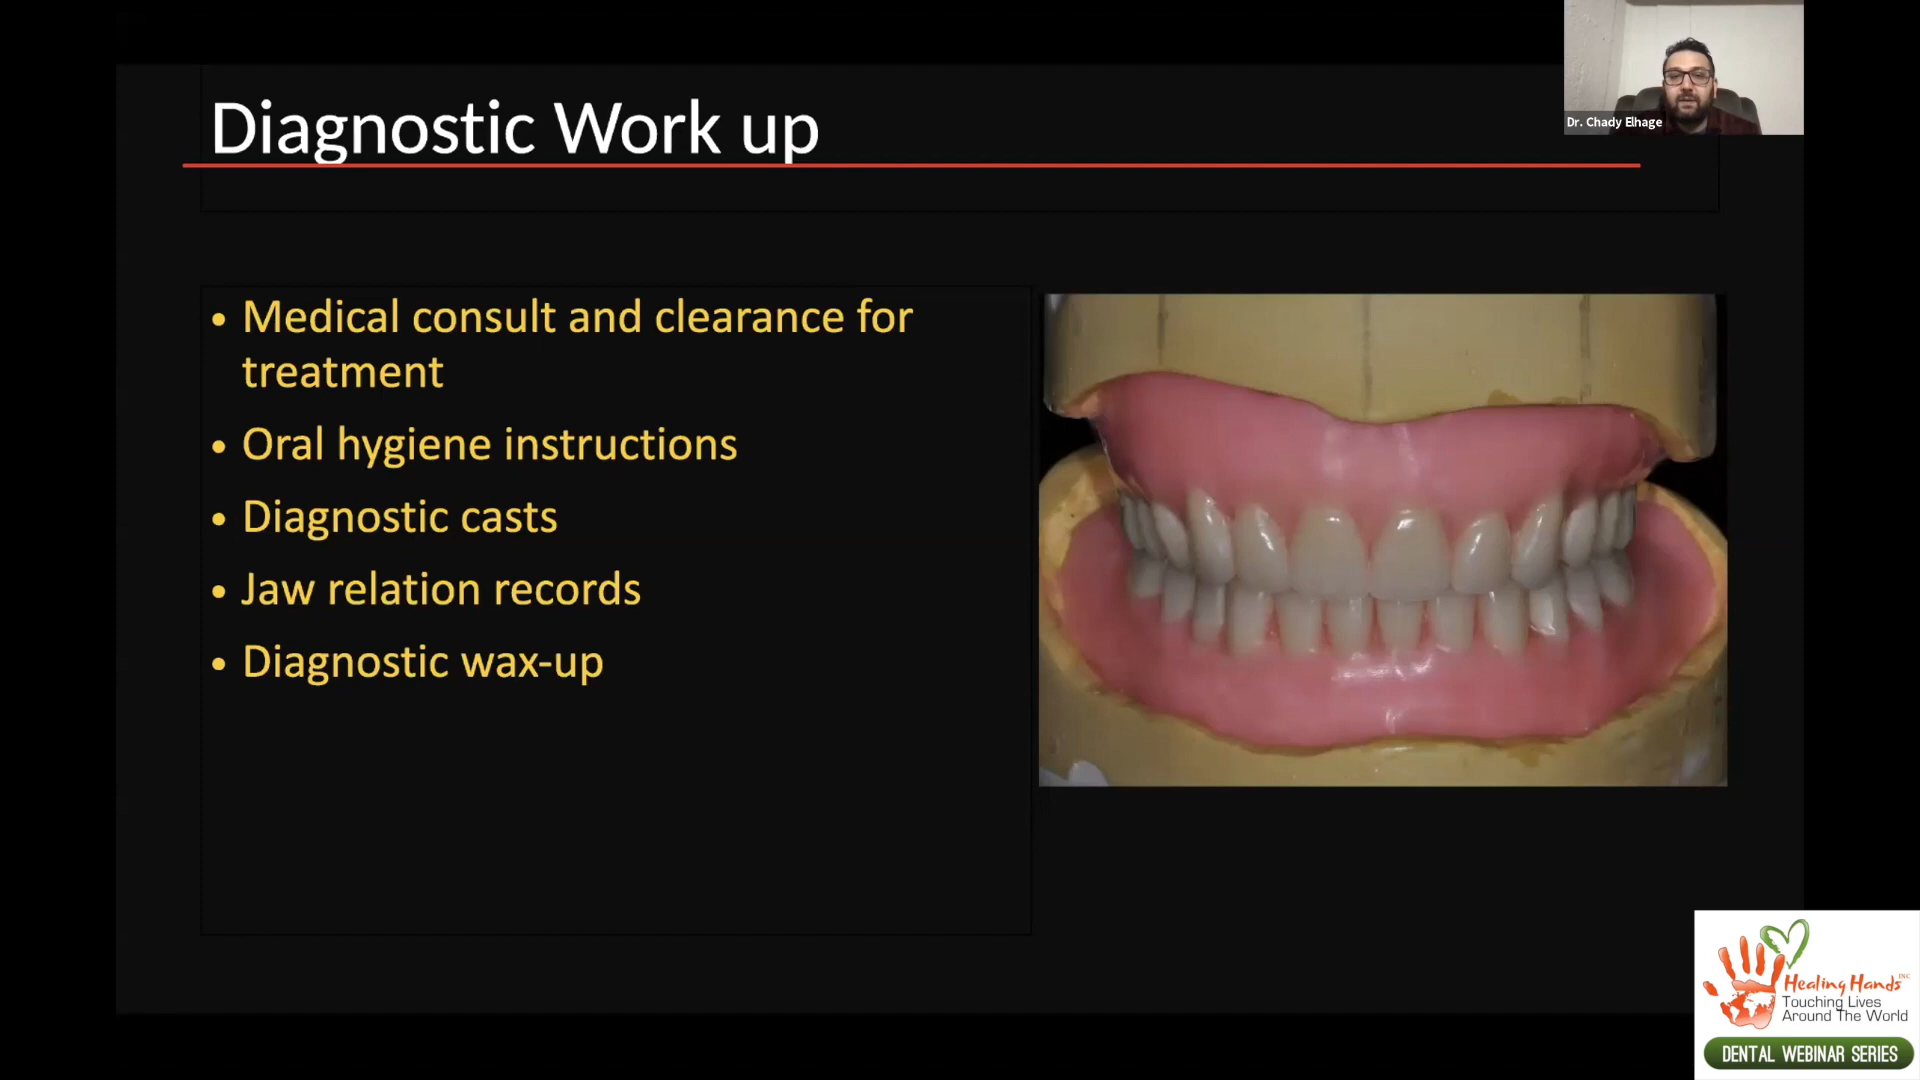 Diagnostic Work up
Dr. Chady Elhage
• Medical consult and clearance for
treatment
• Oral hygiene instructions
• Diagnostic casts
• Jaw relation records
• Diagnostic wax-up
Healing Hands INC
Touching Lives
Around The World
DENTAL WEBINAR SERIES